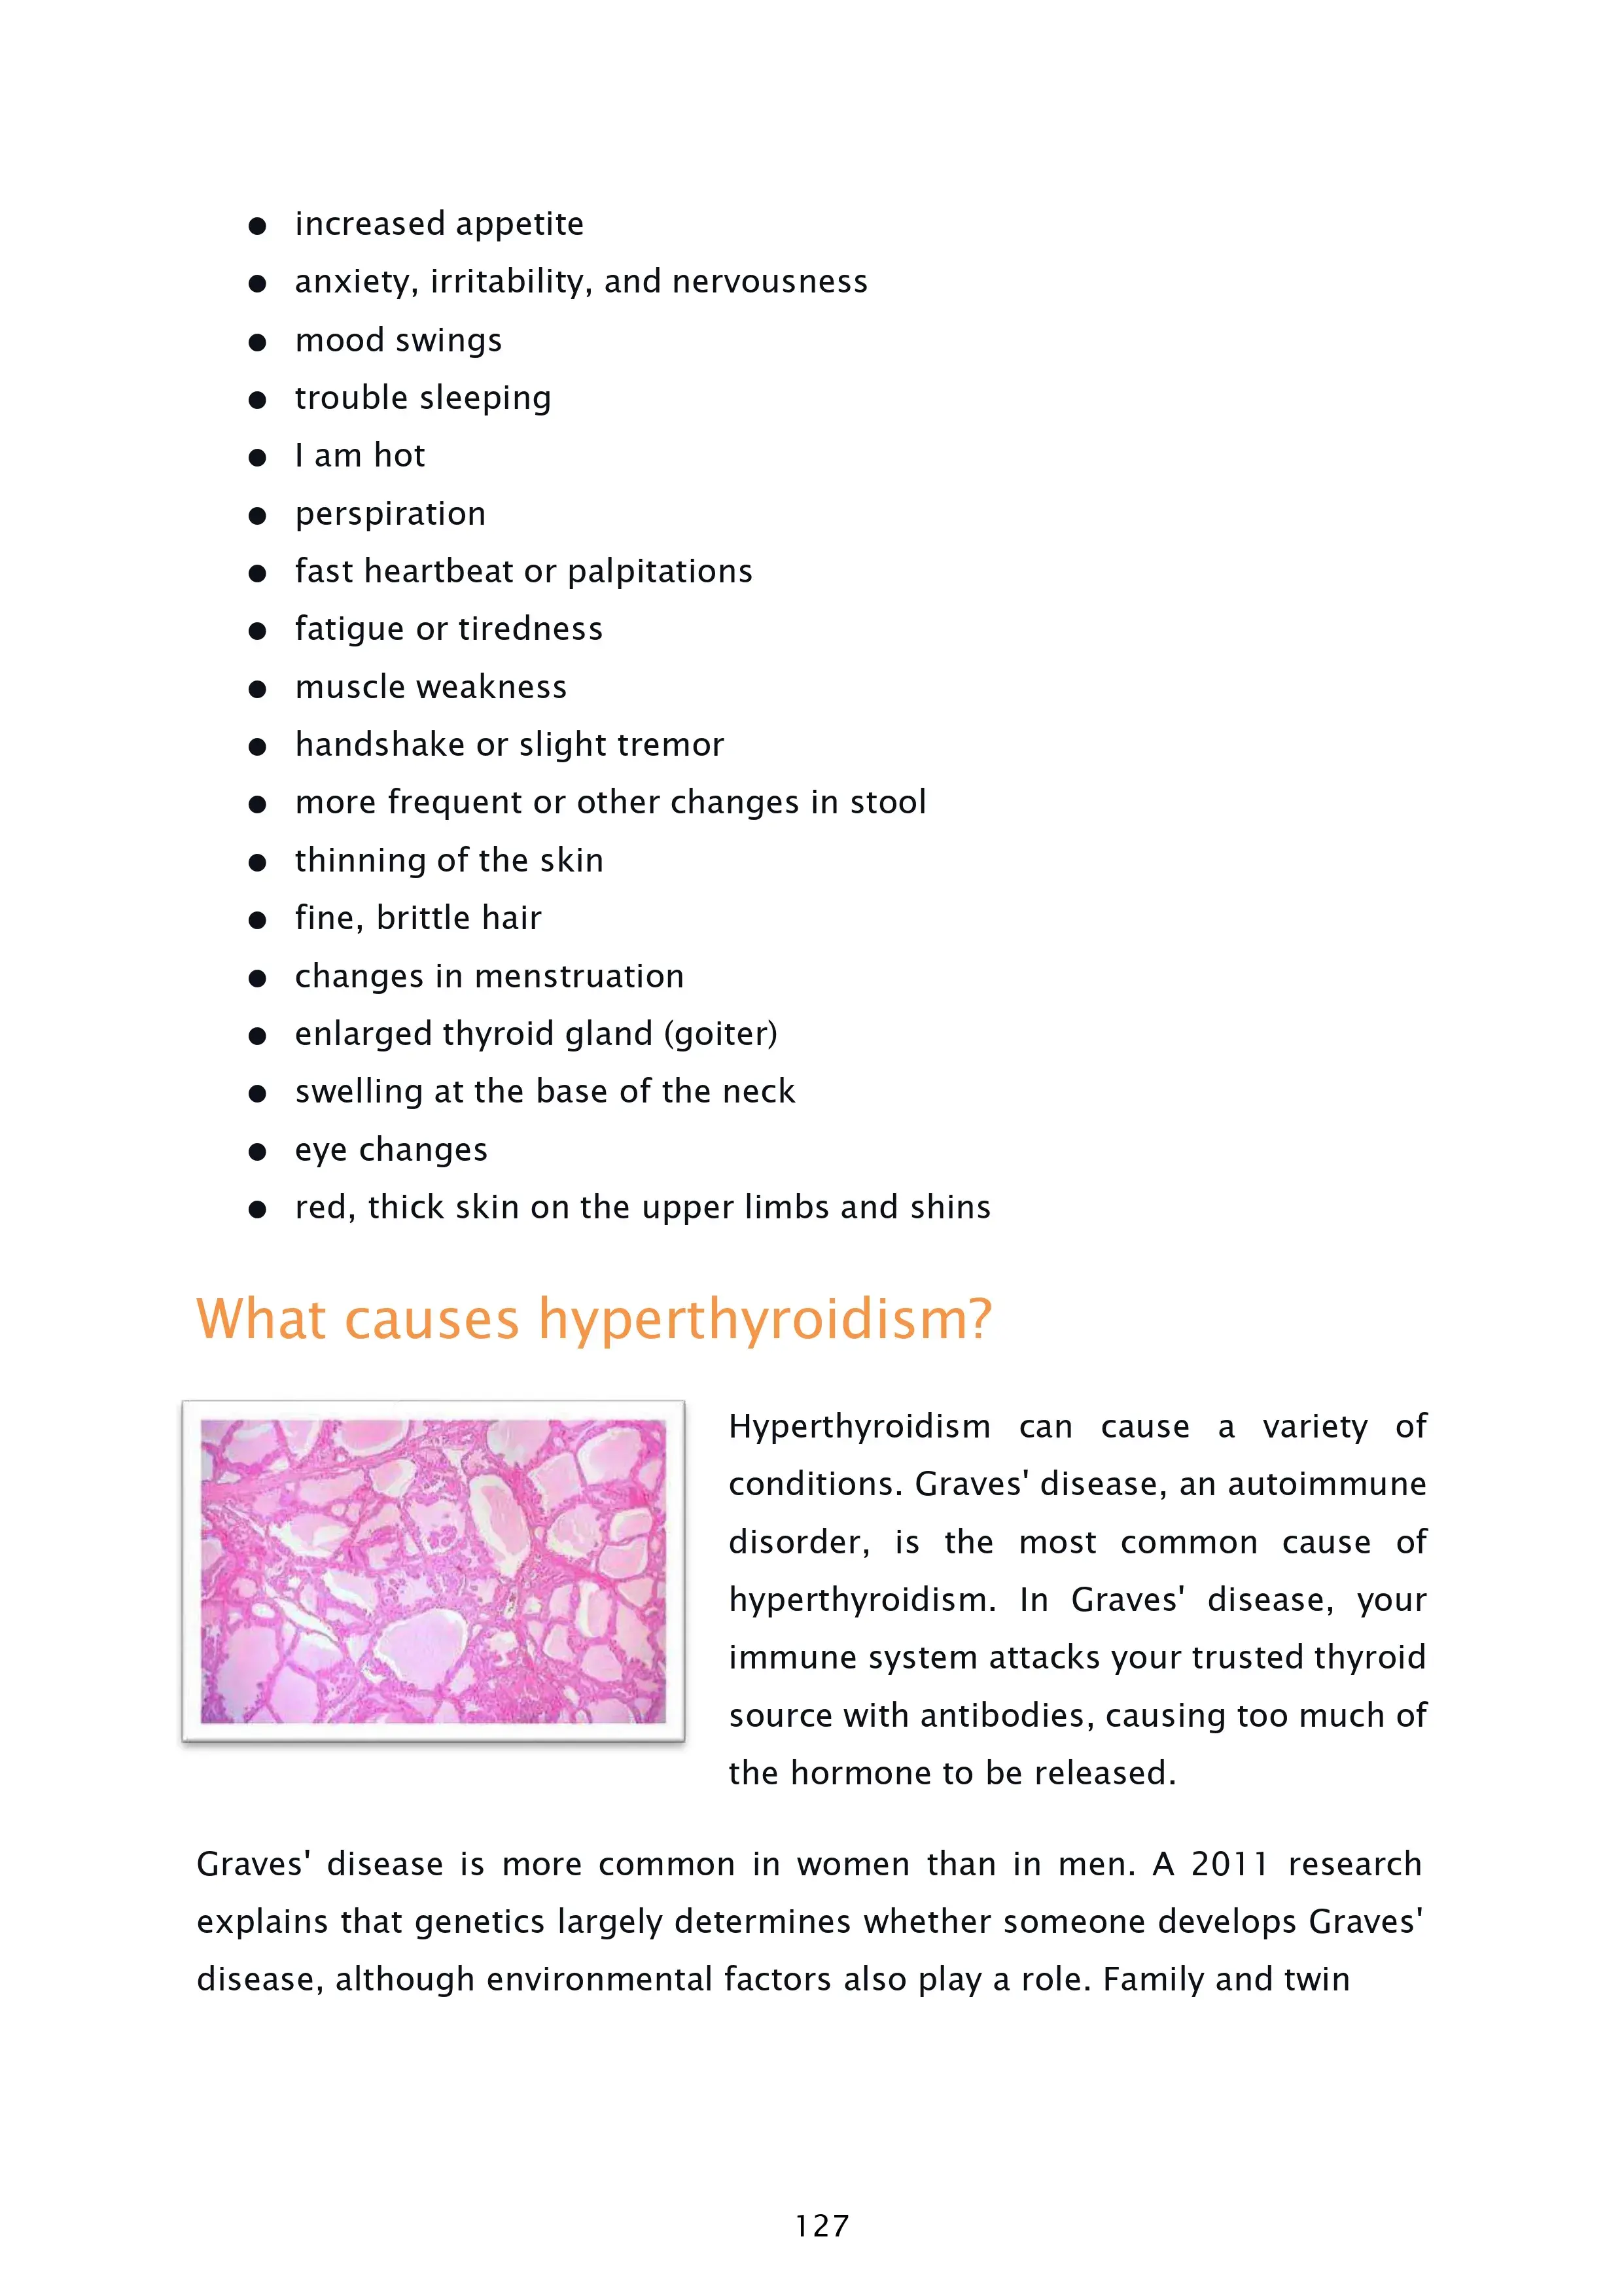 ● increased appetite
● anxiety, irritability, and nervousness
● mood swings
● trouble sleeping
● I am hot
● perspiration
● fast heartbeat or palpitations
● fatigue or tiredness
● muscle weakness
● handshake or slight tremor
● more frequent or other changes in stool
● thinning of the skin
● fine, brittle hair
● changes in menstruation
● enlarged thyroid gland (goiter)
● swelling at the base of the neck
● eye changes
● red, thick skin on the upper limbs and shins
What causes hyperthyroidism?
Hyperthyroidism can cause a variety of
conditions. Graves' disease, an autoimmune
disorder, is the most common cause of
hyperthyroidism. In Graves' disease, your
immune system attacks your trusted thyroid
source with antibodies, causing too much of
the hormone to be released.
Graves' disease is more common in women than in men. A 2011 research
explains that genetics largely determines whether someone develops Graves'
disease, although environmental factors also play a role. Family and twin
127